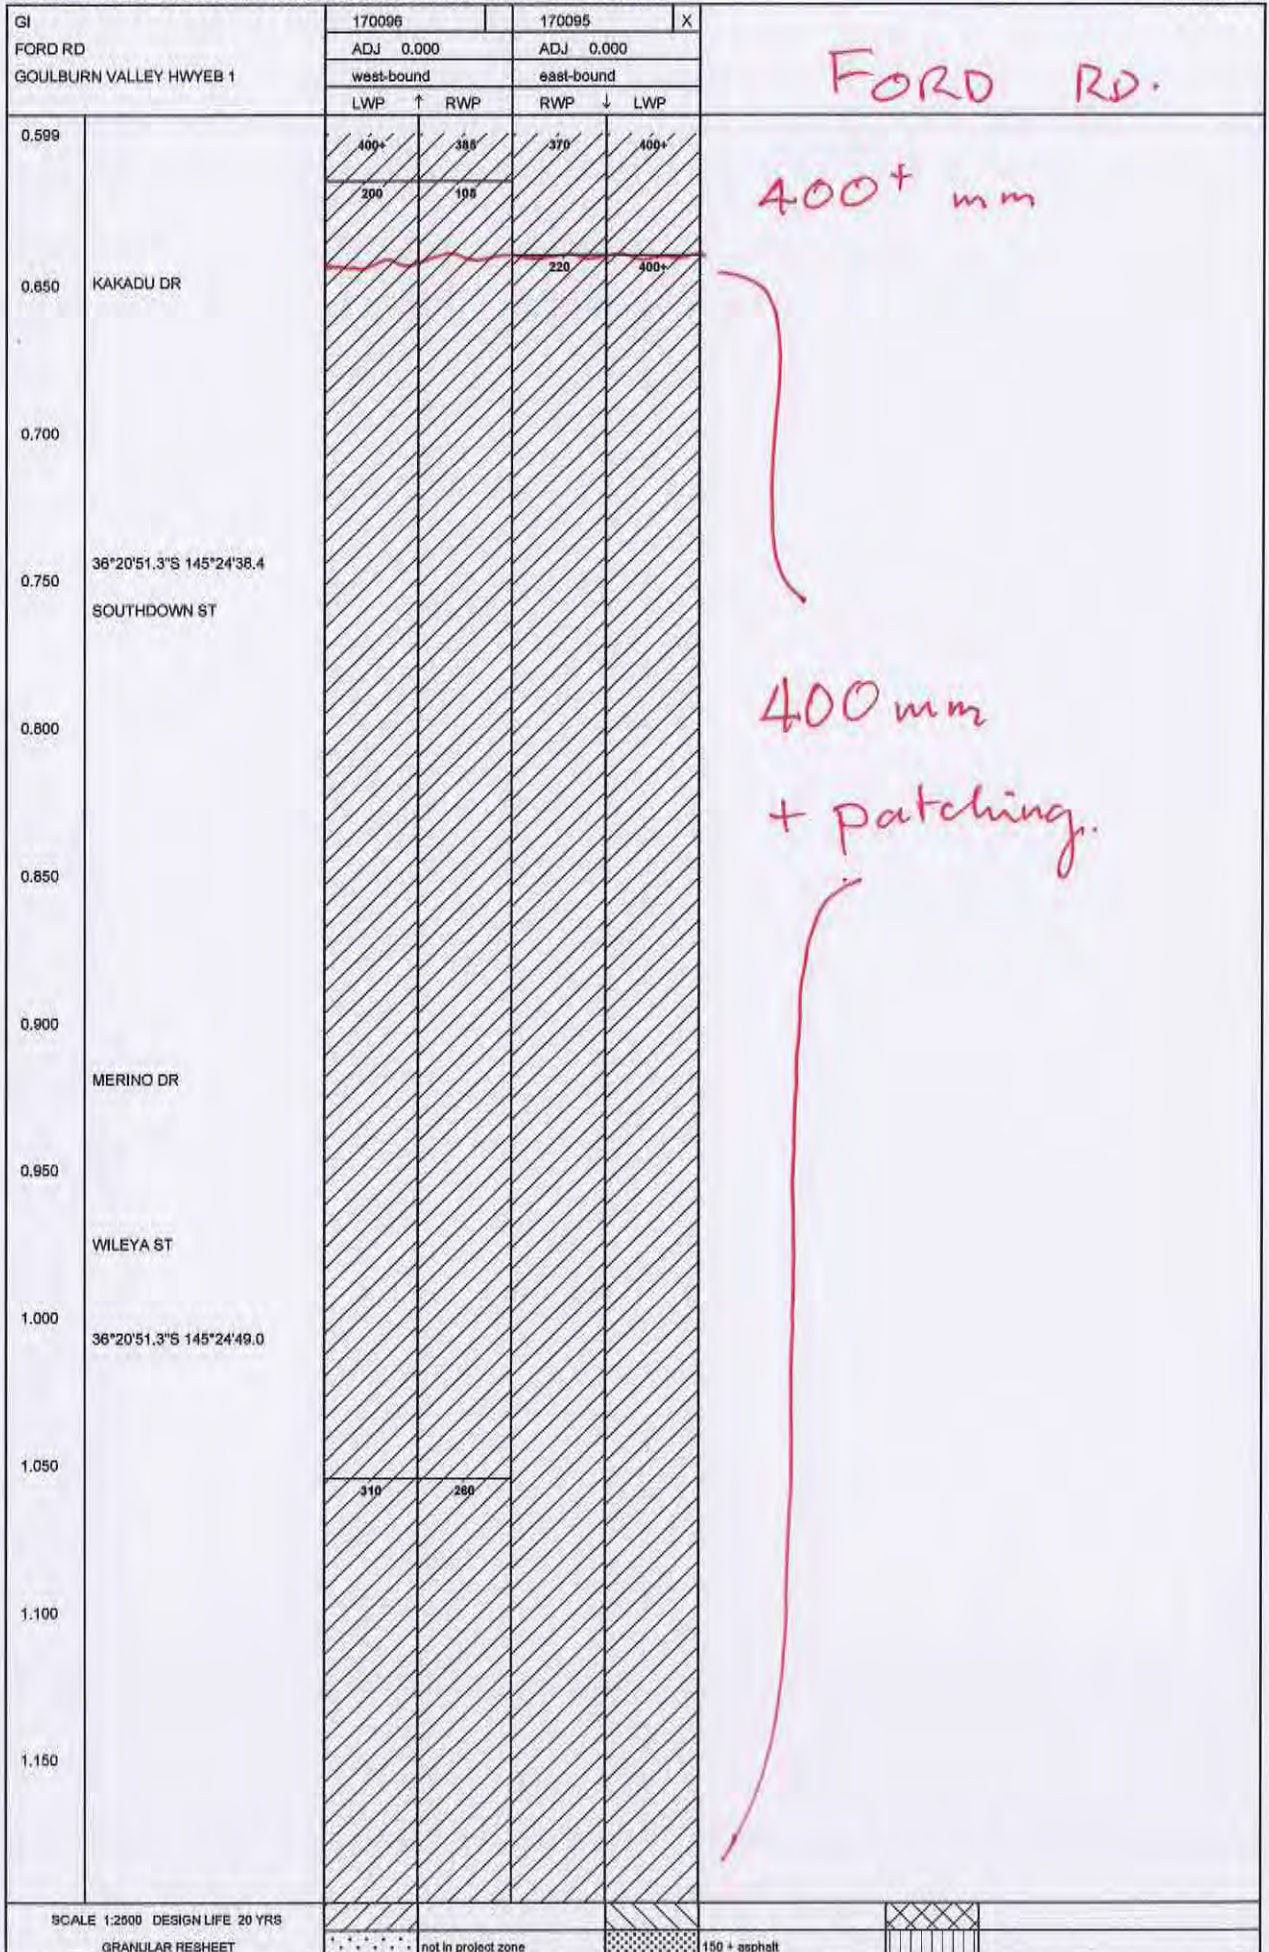 GI 170096 170095 X
FORD RD ADJ 0.000 ADJ 0.000
GOULBURN VALLEY HWYEB 1 west-bound east-bound
LWP ↑ RWP RWP ↓ LWP
FORD RD.
0.599 400+ 385 370 400+
200 108
400+ mm
220 400+
0.650 KAKADU DR
0.700
36°20'51.3"S 145°24'38.4
0.750
SOUTHDOWN ST
400 mm
0.800
+ patching.
0.850
0.900
MERINO DR
0.950
WILEYA ST
1.000
36°20'51.3"S 145°24'49.0
1.050
310 260
1.100
1.150
SCALE 1:2500 DESIGN LIFE 20 YRS
GRANULAR RESHEET not in project zone 150 + asphalt